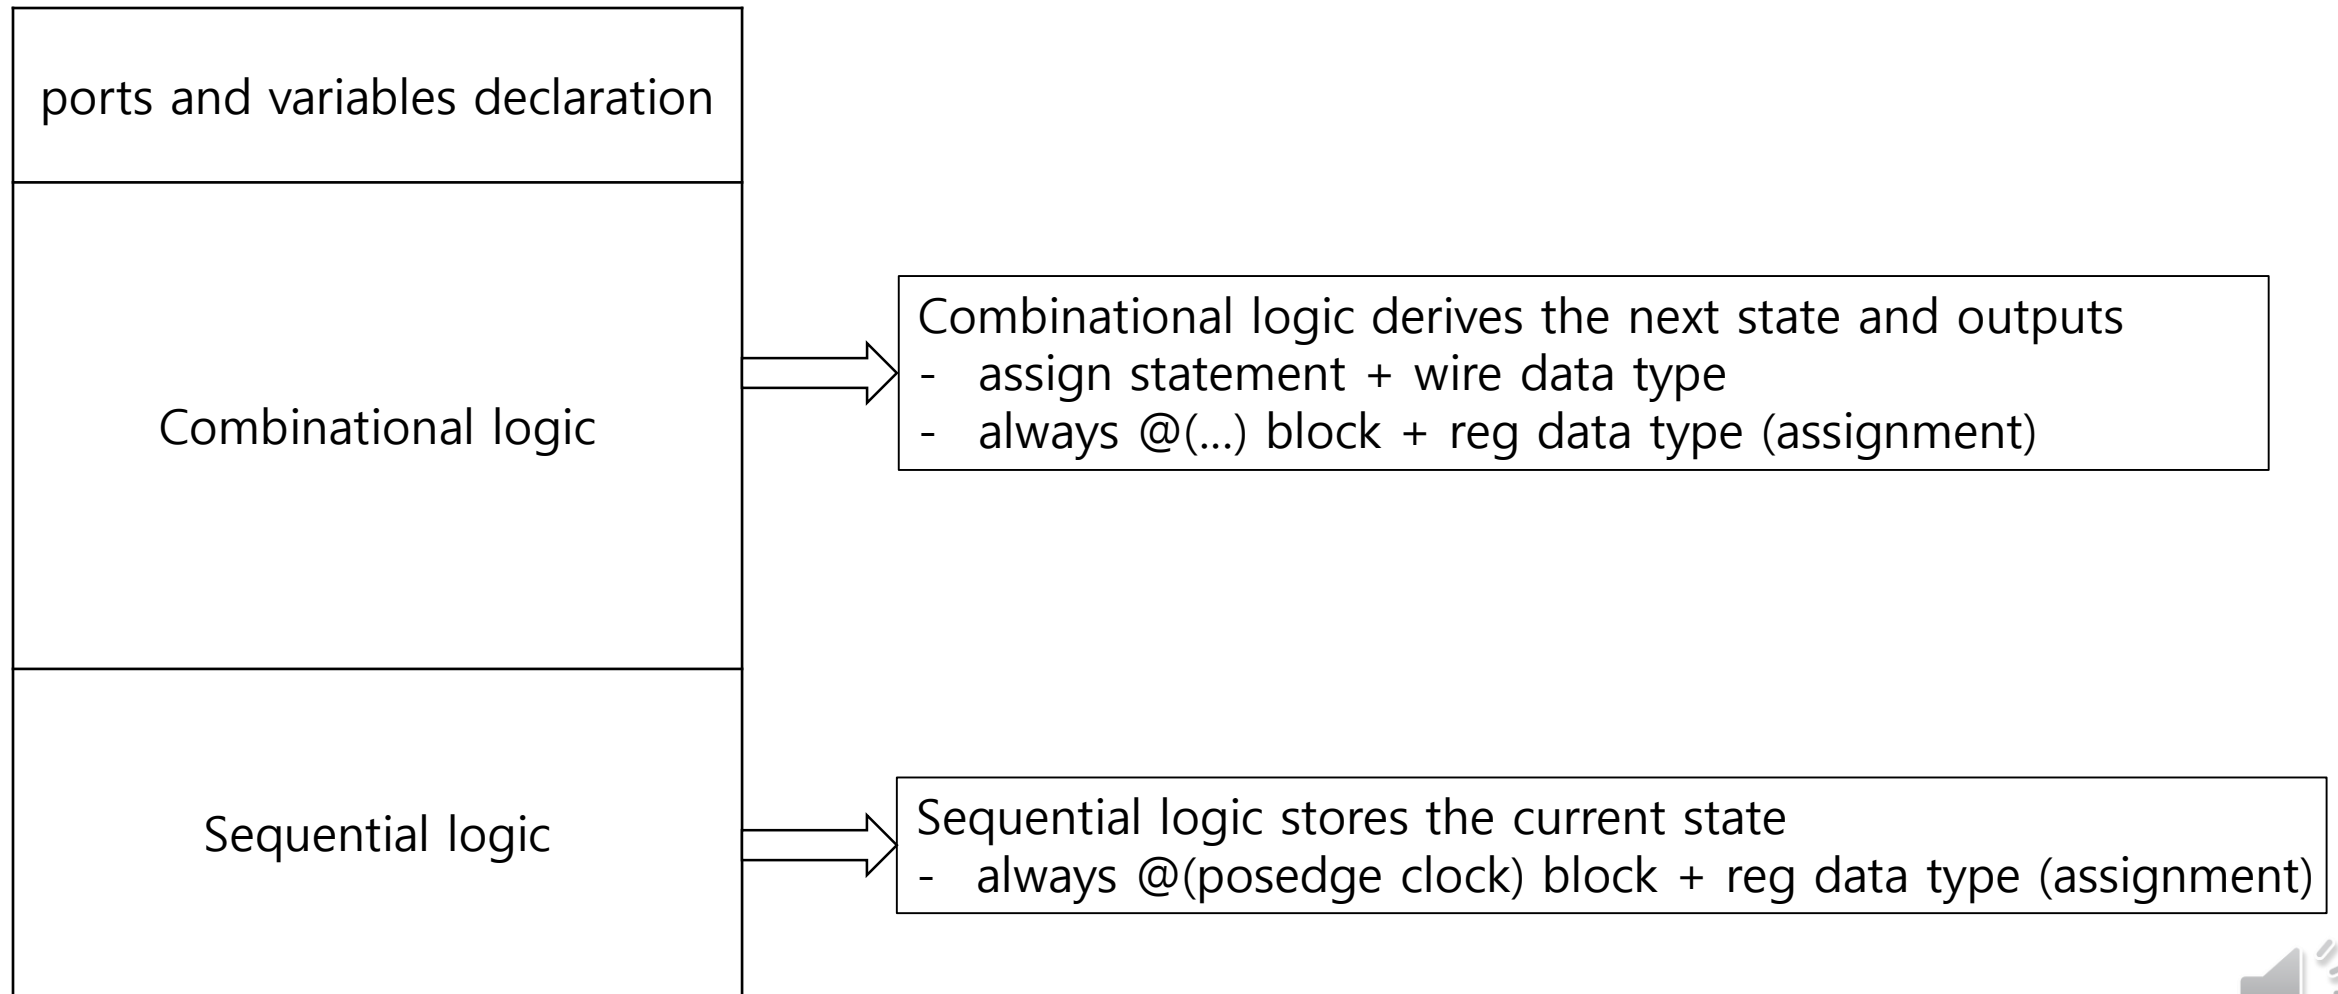 ports and variables declaration
Combinational logic
Combinational logic derives the next state and outputs
- assign statement + wire data type
- always @(...) block + reg data type (assignment)
Sequential logic
Sequential logic stores the current state
- always @(posedge clock) block + reg data type (assignment)